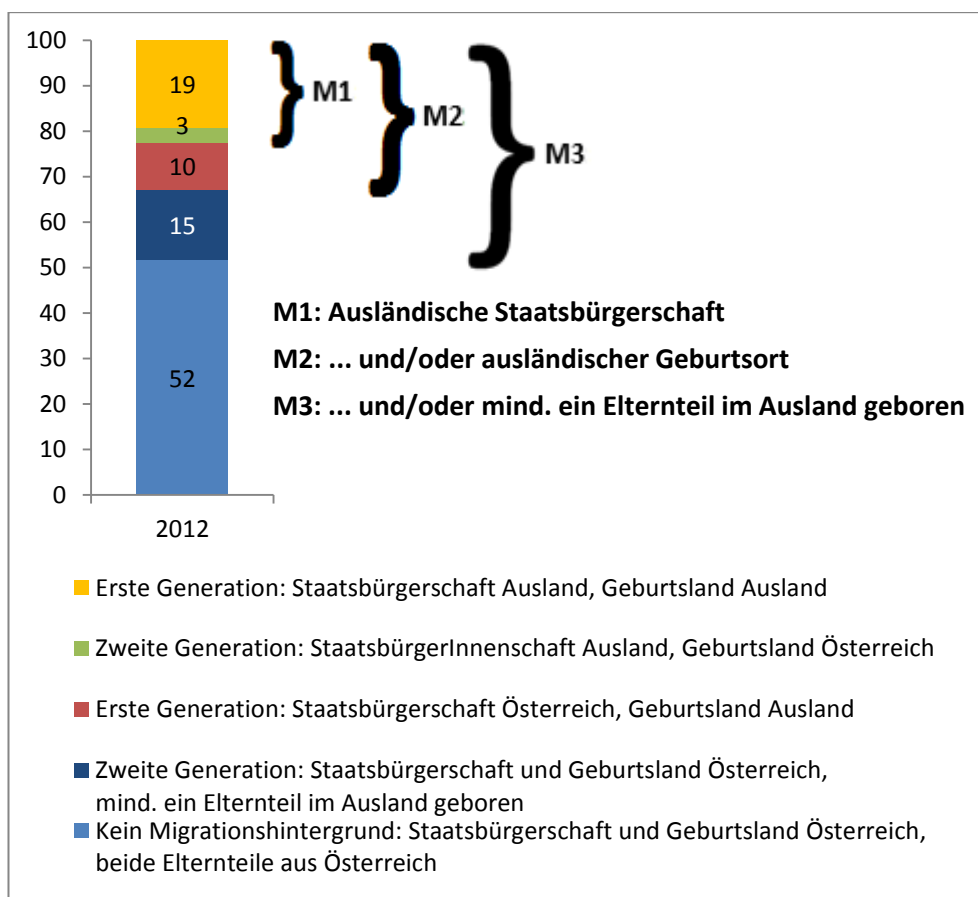 100
90
80
70
60
50
40
30
20
10
0
19
3
10
15
52
2012
M1
M2
M3
M1: Ausländische Staatsbürgerschaft
M2: ... und/oder ausländischer Geburtsort
M3: ... und/oder mind. ein Elternteil im Ausland geboren
Erste Generation: Staatsbürgerschaft Ausland, Geburtsland Ausland
Zweite Generation: StaatsbürgerInnenschaft Ausland, Geburtsland Österreich
Erste Generation: Staatsbürgerschaft Österreich, Geburtsland Ausland
Zweite Generation: Staatsbürgerschaft und Geburtsland Österreich,
mind. ein Elternteil im Ausland geboren
Kein Migrationshintergrund: Staatsbürgerschaft und Geburtsland Österreich,
beide Elternteile aus Österreich